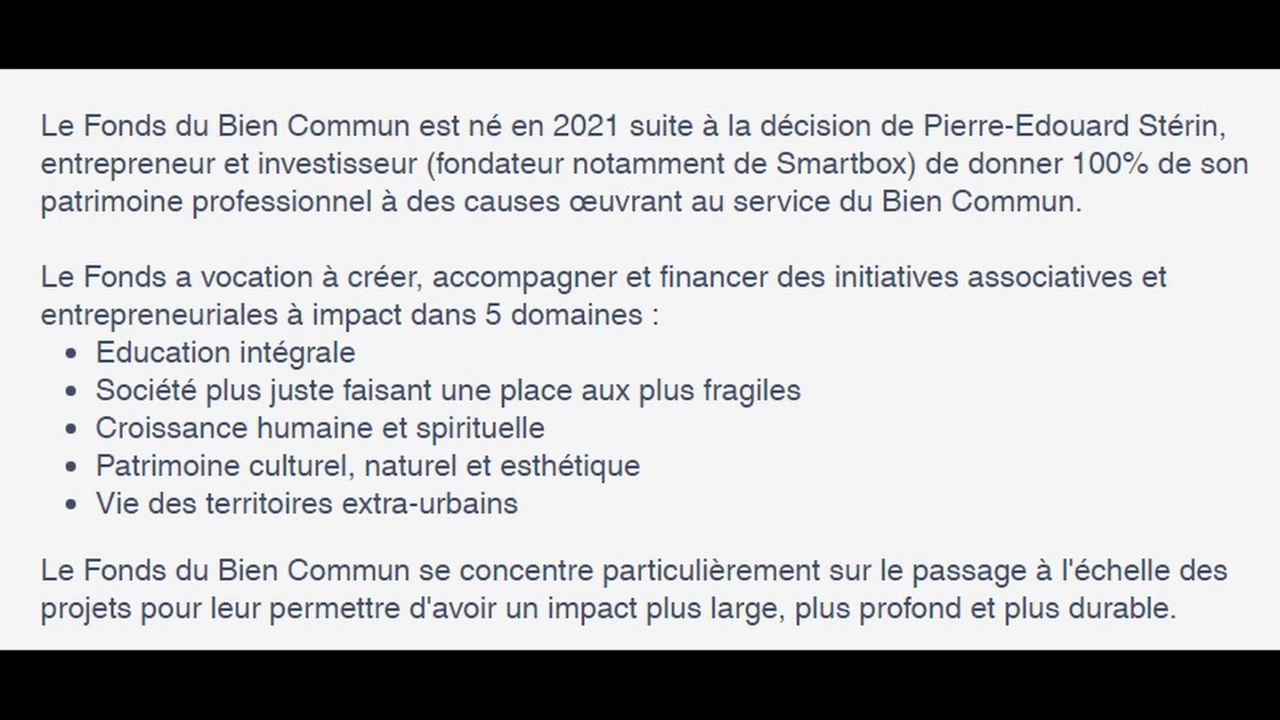 Le Fonds du Bien Commun est né en 2021 suite à la décision de Pierre-Edouard Stérin,
entrepreneur et investisseur (fondateur notamment de Smartbox) de donner 100% de son
patrimoine professionnel à des causes œuvrant au service du Bien Commun.
Le Fonds a vocation à créer, accompagner et financer des initiatives associatives et
entrepreneuriales à impact dans 5 domaines :
• Education intégrale
• Société plus juste faisant une place aux plus fragiles
• Croissance humaine et spirituelle
• Patrimoine culturel, naturel et esthétique
• Vie des territoires extra-urbains
Le Fonds du Bien Commun se concentre particulièrement sur le passage à l'échelle des
projets pour leur permettre d'avoir un impact plus large, plus profond et plus durable.